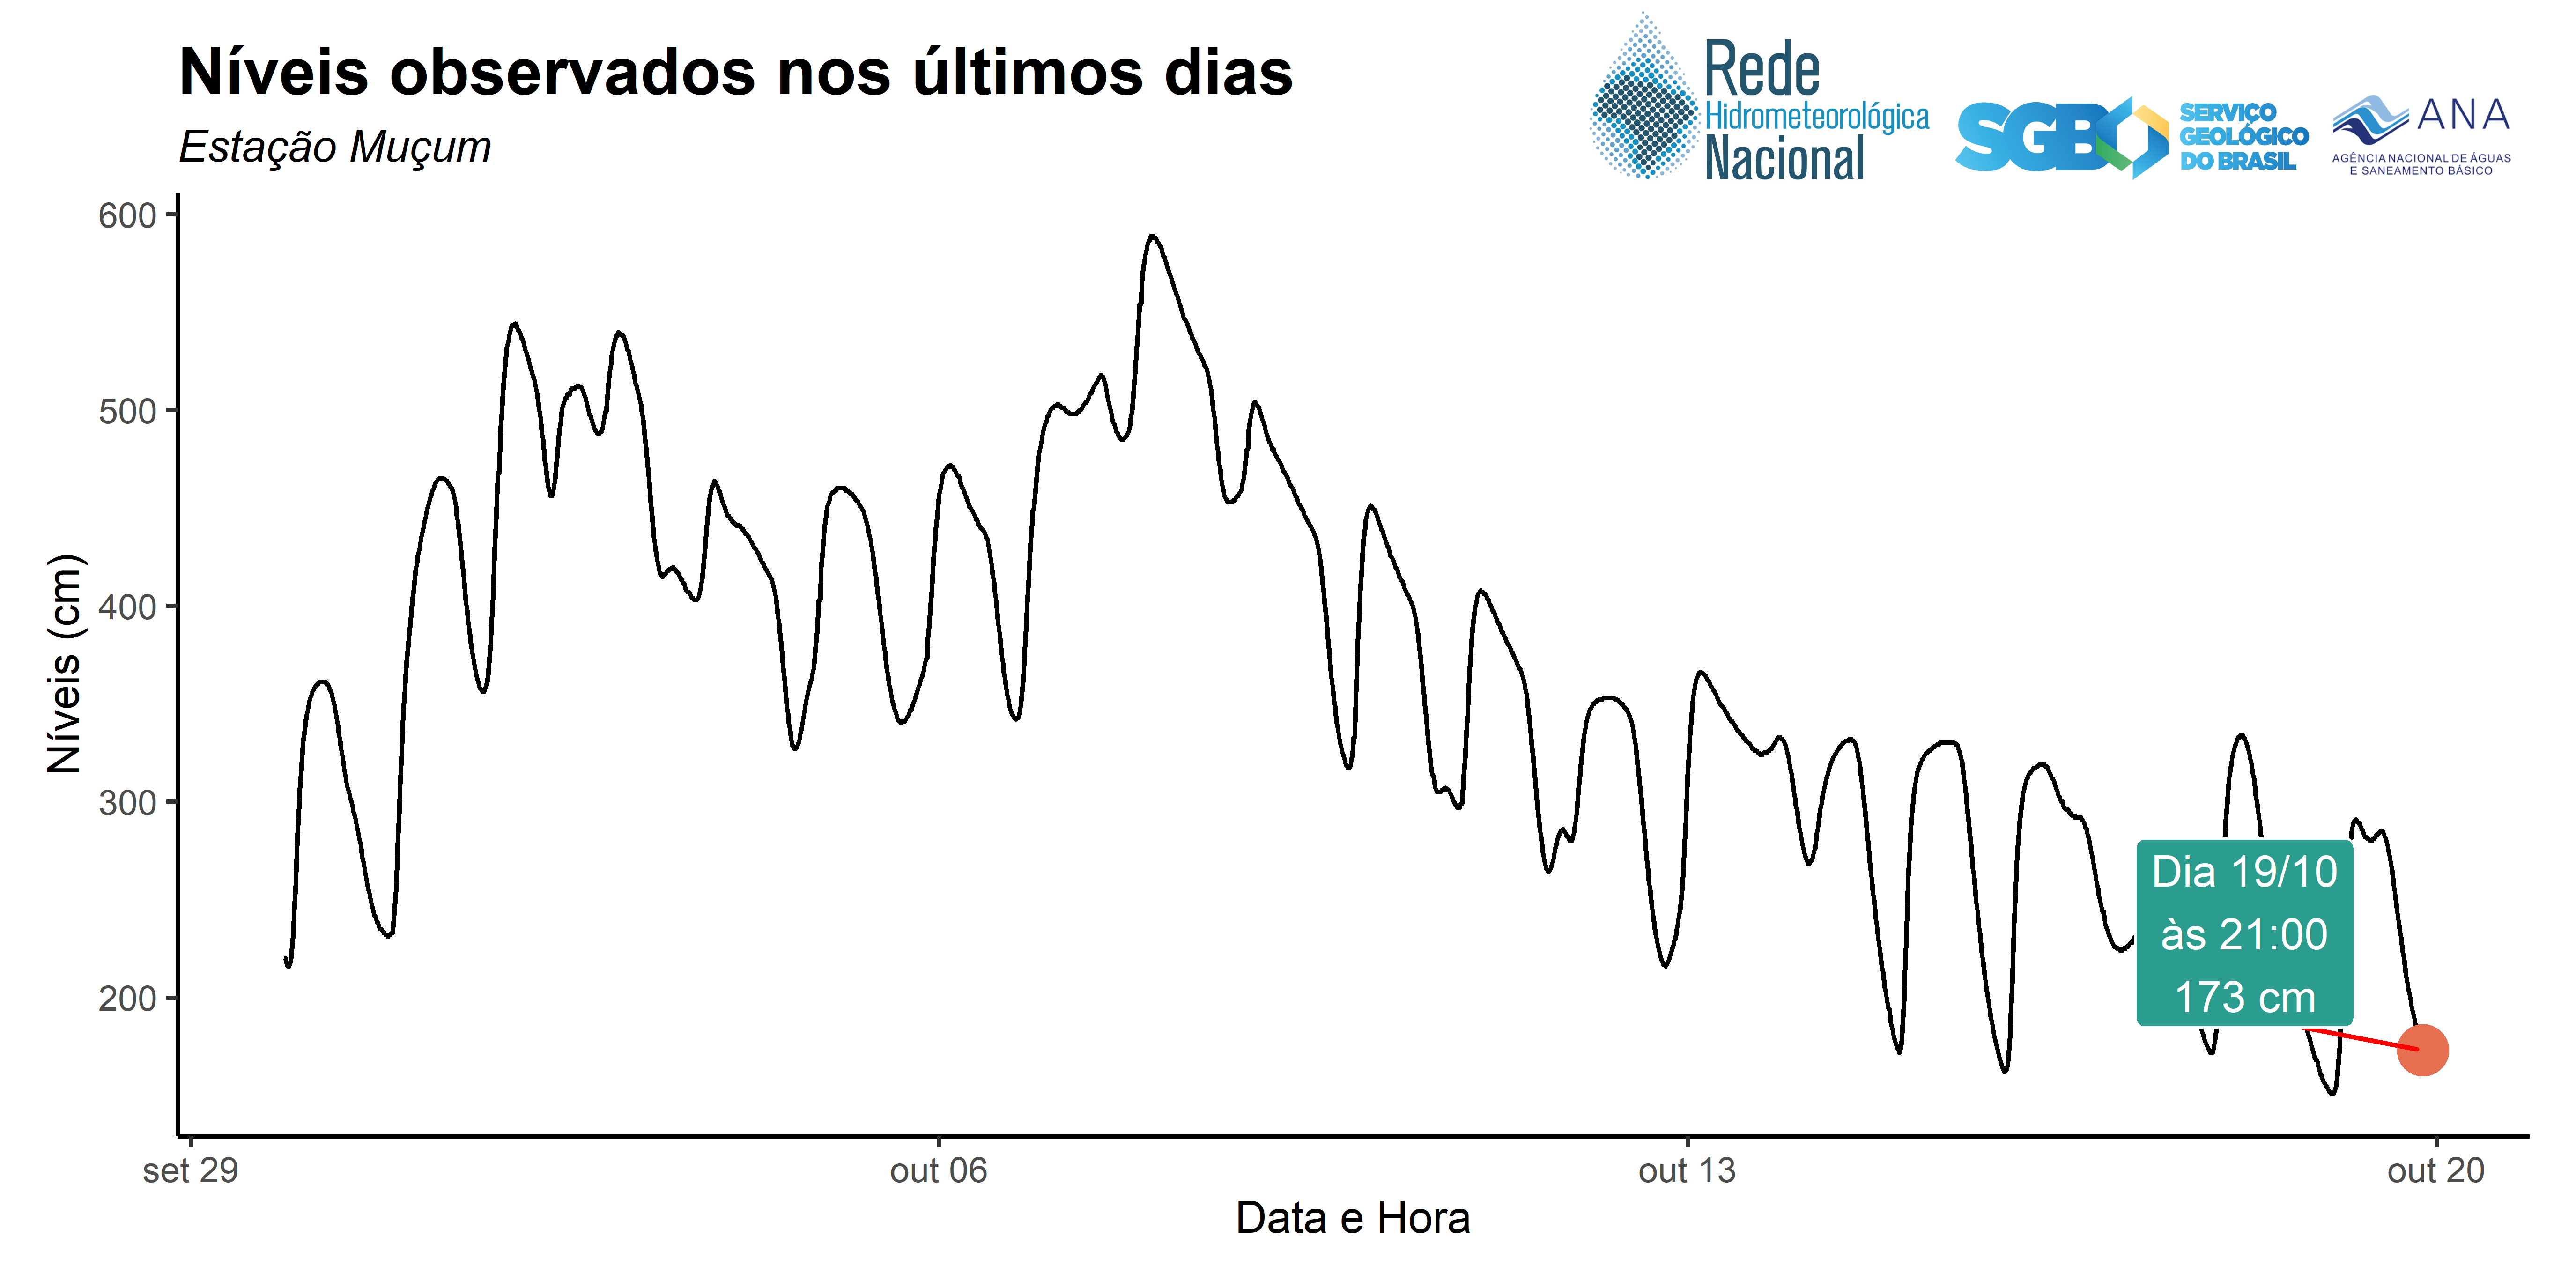 Níveis observados nos últimos dias
Estação Muçum
Rede
Hidrometeorológica
Nacional
SGB
SERVIÇO
GEOLÓGICO
DO BRASIL
ANA
AGÊNCIA NACIONAL DE ÁGUAS
E SANEAMENTO BÁSICO
Níveis (cm)
600
500
400
300
200
Dia 19/10
às 21:00
173 cm
set 29
out 06
out 13
out 20
Data e Hora